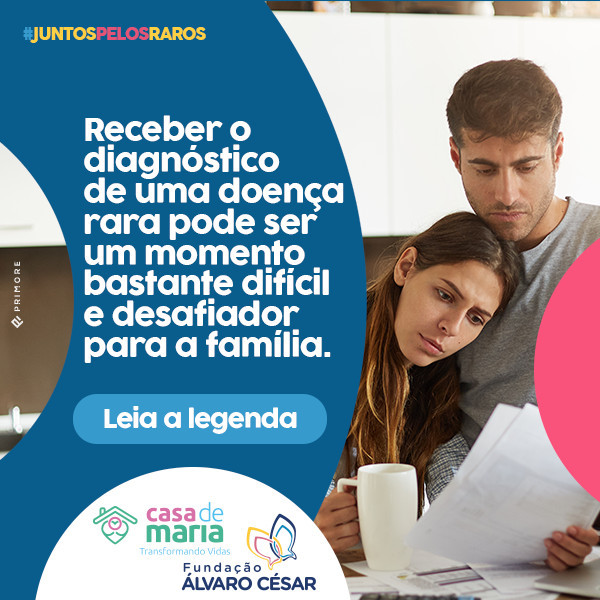 #JUNTOSPELOSRAROS
Receber o
diagnóstico
de uma doença
rara pode ser
um momento
bastante difícil
e desafiador
para a família.
Leia a legenda
PRIMORE
casa de
maria
Transformando Vidas
Fundação
ÁLVARO CÉSAR